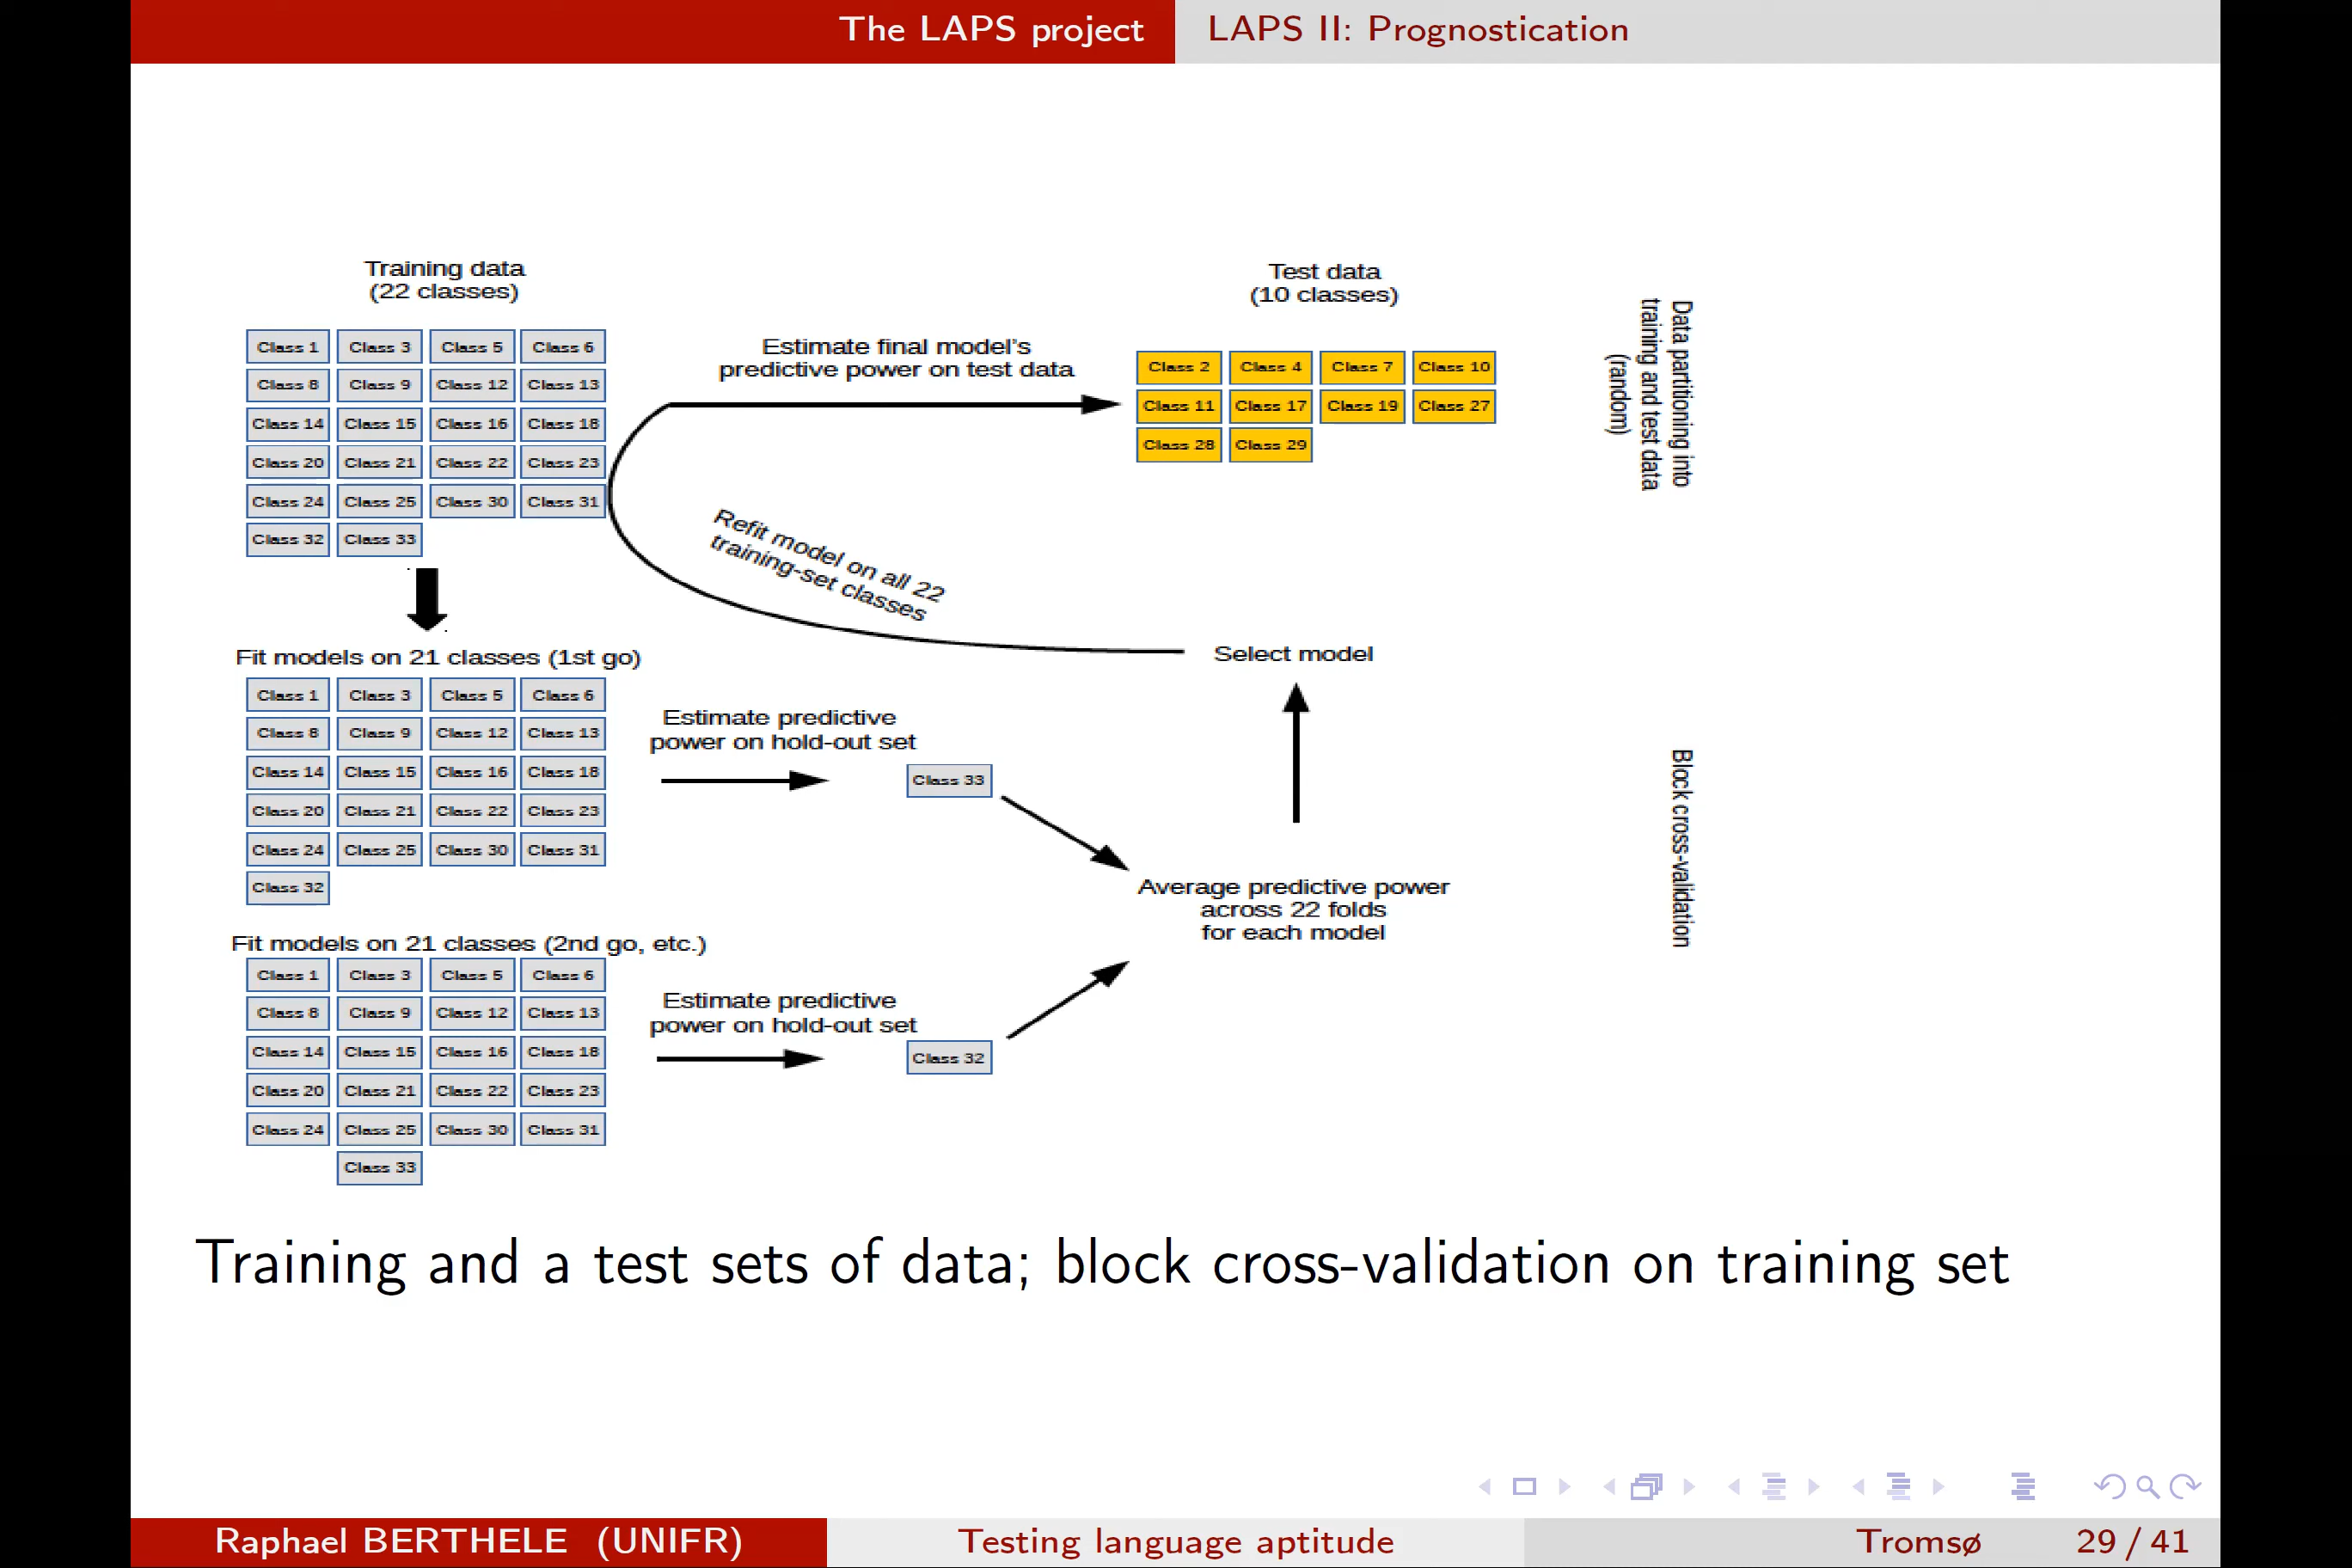 The LAPS project
LAPS II: Prognostication
Training data
(22 classes)
Class 1 Class 3 Class 5 Class 6
Class 8 Class 9 Class 12 Class 13
Class 14 Class 15 Class 16 Class 18
Class 20 Class 21 Class 22 Class 23
Class 24 Class 25 Class 30 Class 31
Class 32 Class 33
Estimate final model's
predictive power on test data
Test data
(10 classes)
Class 2 Class 4 Class 7 Class 10
Class 11 Class 17 Class 19 Class 27
Class 28 Class 29
Data partitioning into
training and test data
(random)
Refit model on all 22
training-set classes
Select model
Fit models on 21 classes (1st go)
Class 1 Class 3 Class 5 Class 6
Class 8 Class 9 Class 12 Class 13
Class 14 Class 15 Class 16 Class 18
Class 20 Class 21 Class 22 Class 23
Class 24 Class 25 Class 30 Class 31
Class 32
Estimate predictive
power on hold-out set
Class 33
Average predictive power
across 22 folds
for each model
Block cross-validation
Fit models on 21 classes (2nd go, etc.)
Class 1 Class 3 Class 5 Class 6
Class 8 Class 9 Class 12 Class 13
Class 14 Class 15 Class 16 Class 18
Class 20 Class 21 Class 22 Class 23
Class 24 Class 25 Class 30 Class 31
Class 33
Estimate predictive
power on hold-out set
Class 32
Training and a test sets of data; block cross-validation on training set
Raphael BERTHELE (UNIFR)
Testing language aptitude
Tromsø
29 / 41